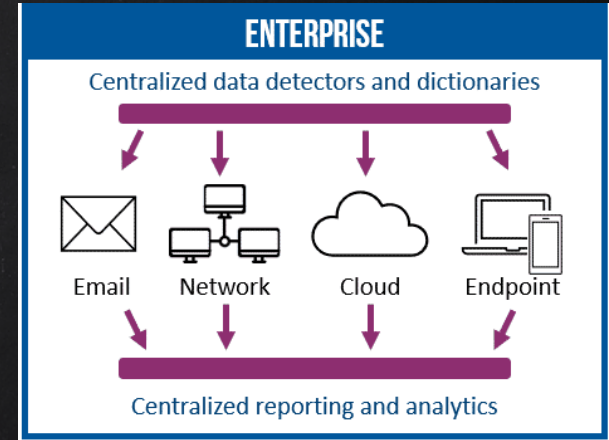 ENTERPRISE
Centralized data detectors and dictionaries
Email Network Cloud Endpoint
Centralized reporting and analytics